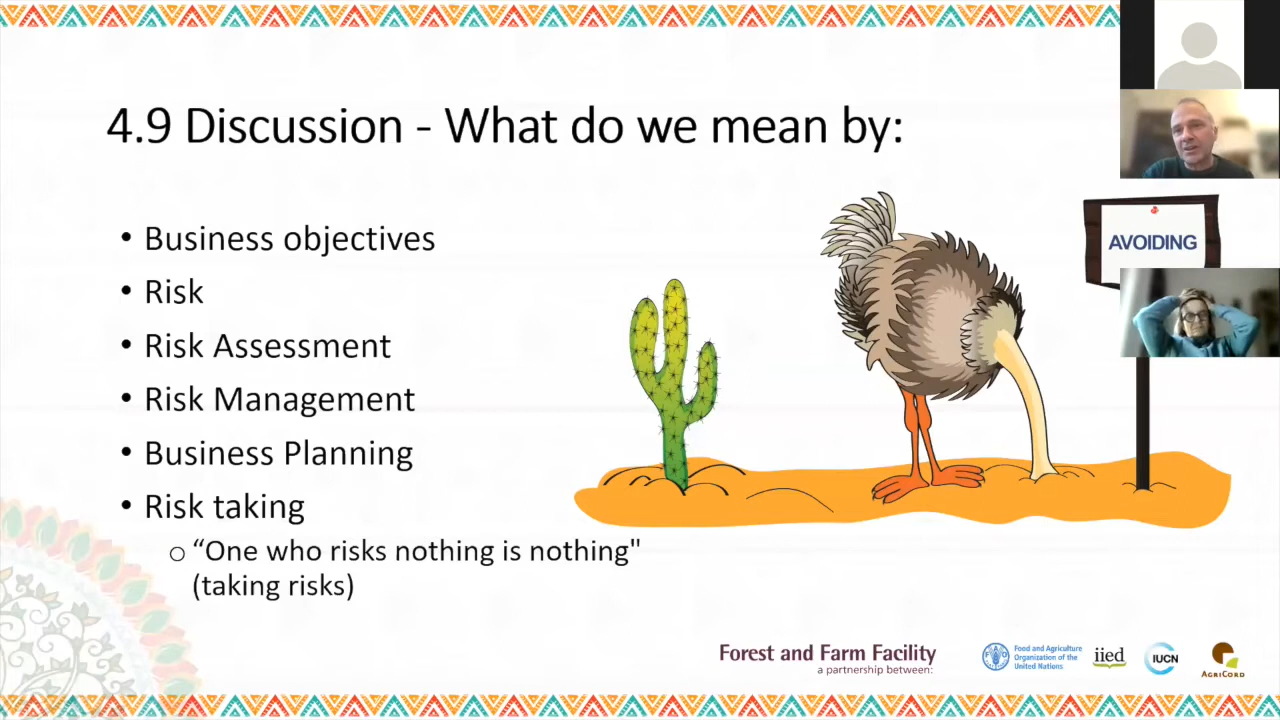 4.9 Discussion - What do we mean by:
• Business objectives
• Risk
• Risk Assessment
• Risk Management
• Business Planning
• Risk taking
o “One who risks nothing is nothing"
(taking risks)
AVOIDING
Forest and Farm Facility
a partnership between:
Food and Agriculture
Organization of the
United Nations
iied
IUCN
AGRICORD